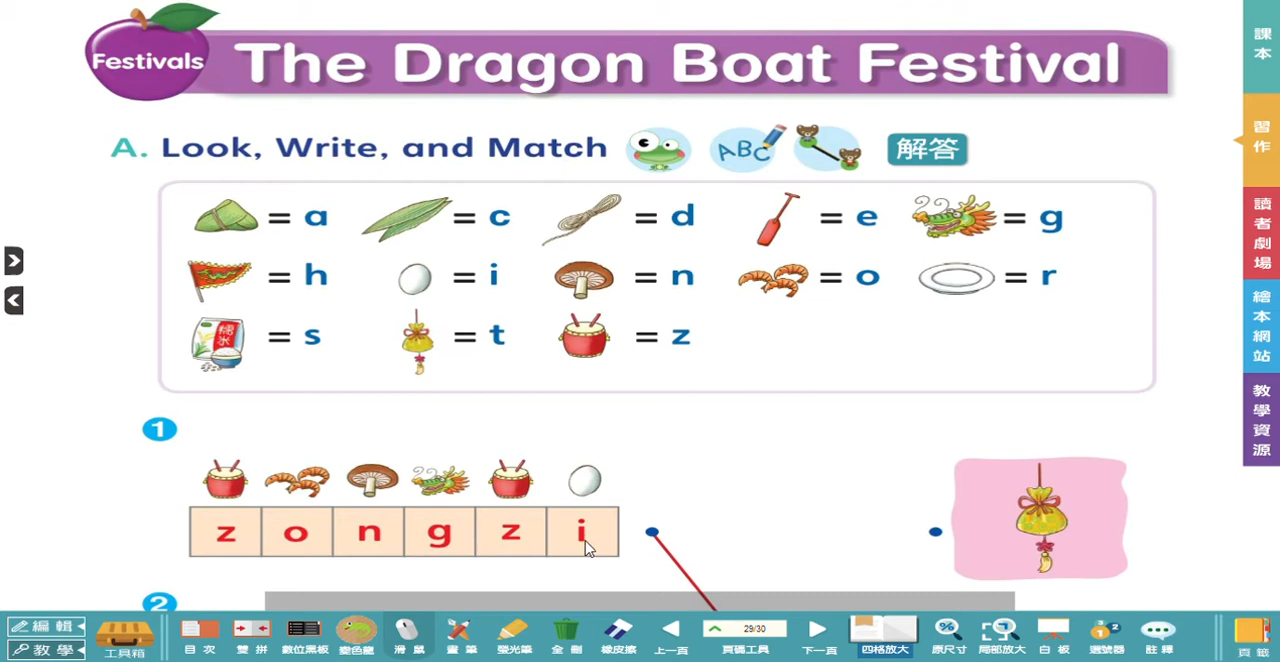 Festivals
The Dragon Boat Festival
A. Look, Write, and Match
ABC
解答
= a = c = d = e = g
= h = i = n = o = r
糯米
= s = t = z
1
z o n g z i
2
課本
習作
讀者劇場
繪本網站
教學資源
編輯
教學
工具箱
目次
雙拼
數位黑板
變色龍
滑鼠
畫筆
螢光筆
全刪
橡皮擦
上一頁
29/30
頁碼工具
下一頁
四格放大
%
原尺寸
局部放大
白板
1 2
選號器
註釋
頁籤